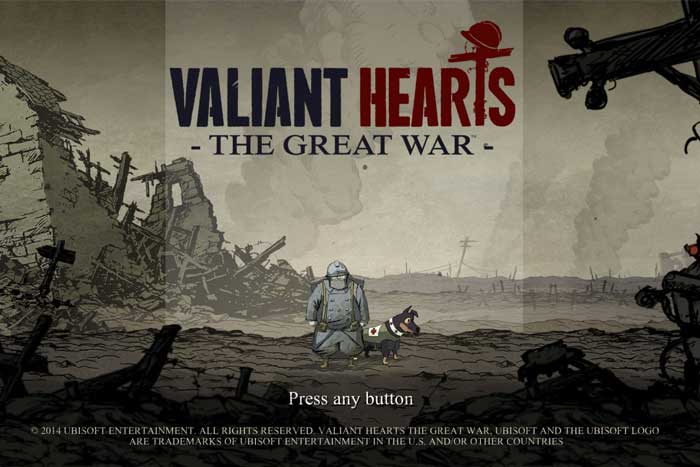 VALIANT HEARTS
- THE GREAT WAR™ -
Press any button
© 2014 UBISOFT ENTERTAINMENT. ALL RIGHTS RESERVED. VALIANT HEARTS THE GREAT WAR, UBISOFT AND THE UBISOFT LOGO
ARE TRADEMARKS OF UBISOFT ENTERTAINMENT IN THE U.S. AND/OR OTHER COUNTRIES